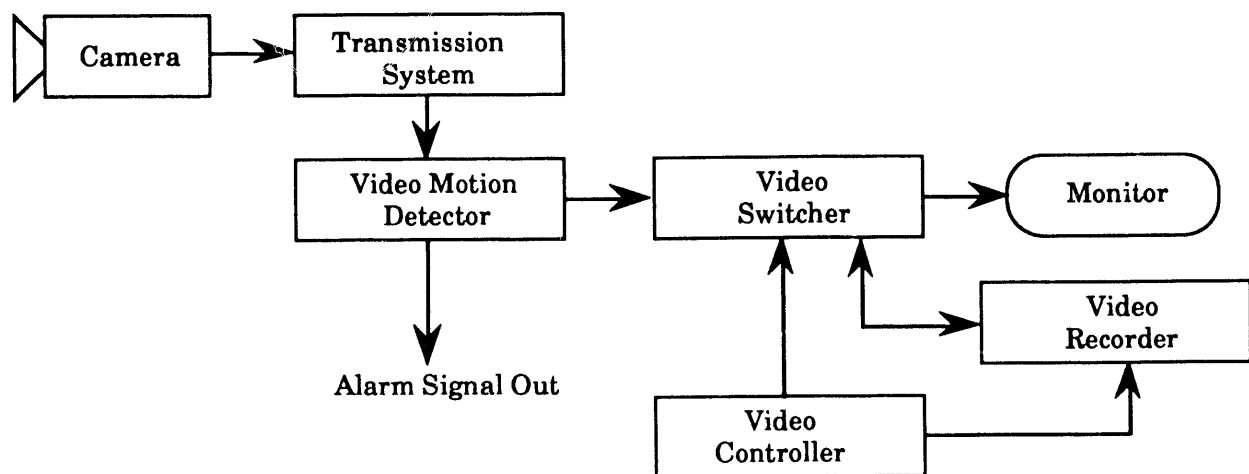 Camera
Transmission
System
Video Motion
Detector
Video
Switcher
Monitor
Video
Recorder
Alarm Signal Out
Video
Controller